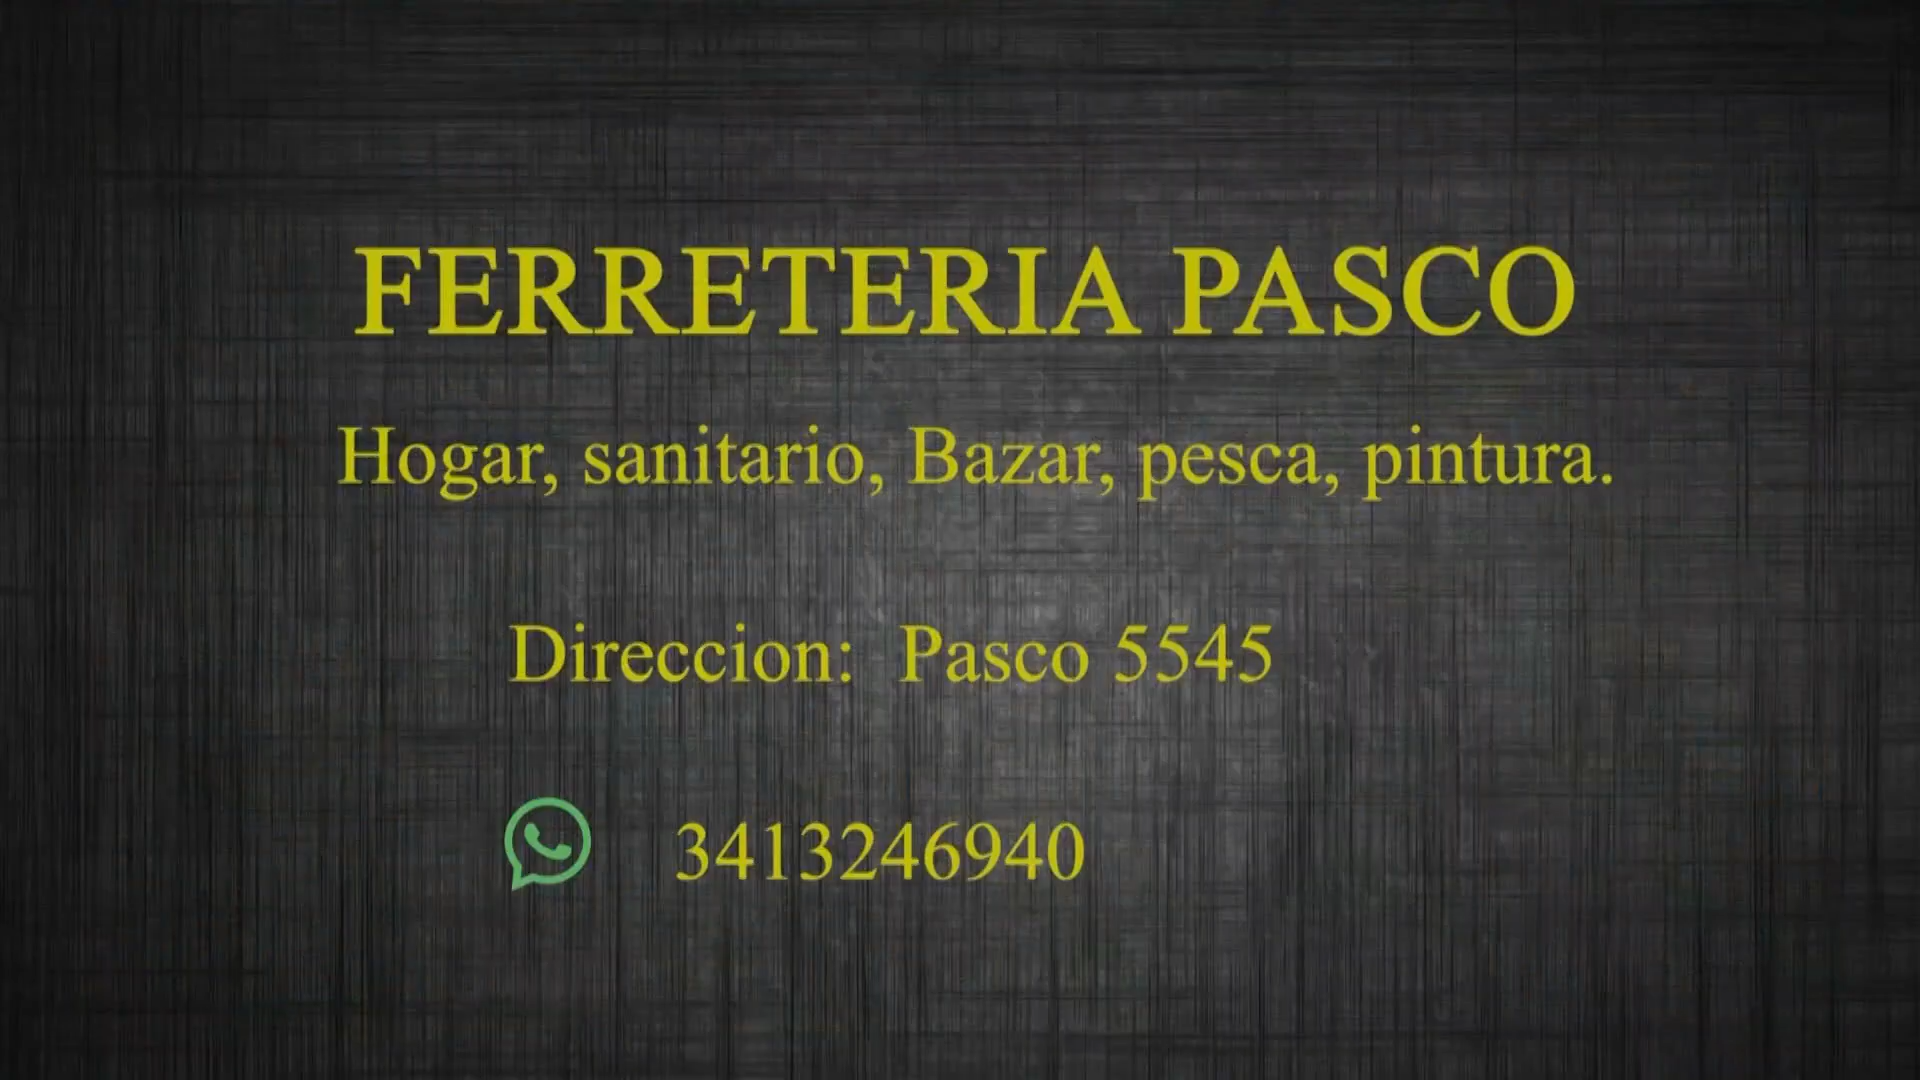 FERRETERIA PASCO
Hogar, sanitario, Bazar, pesca, pintura.
Direccion: Pasco 5545
3413246940